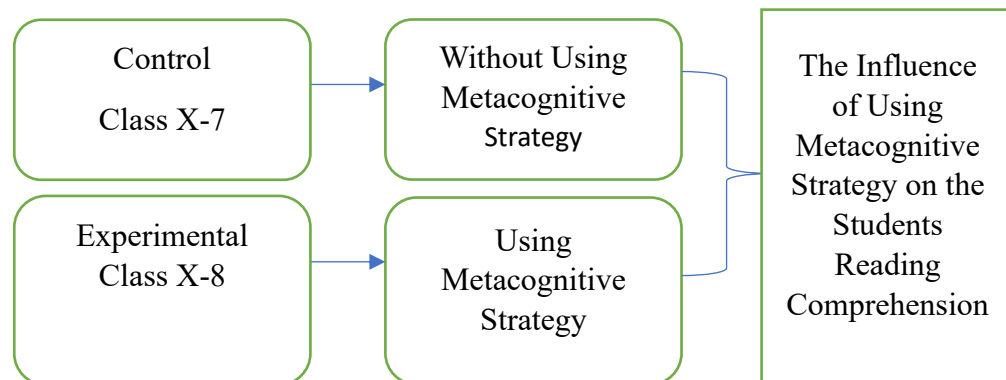 Control
Class X-7
Without Using
Metacognitive
Strategy
Experimental
Class X-8
Using
Metacognitive
Strategy
The Influence
of Using
Metacognitive
Strategy on the
Students
Reading
Comprehension